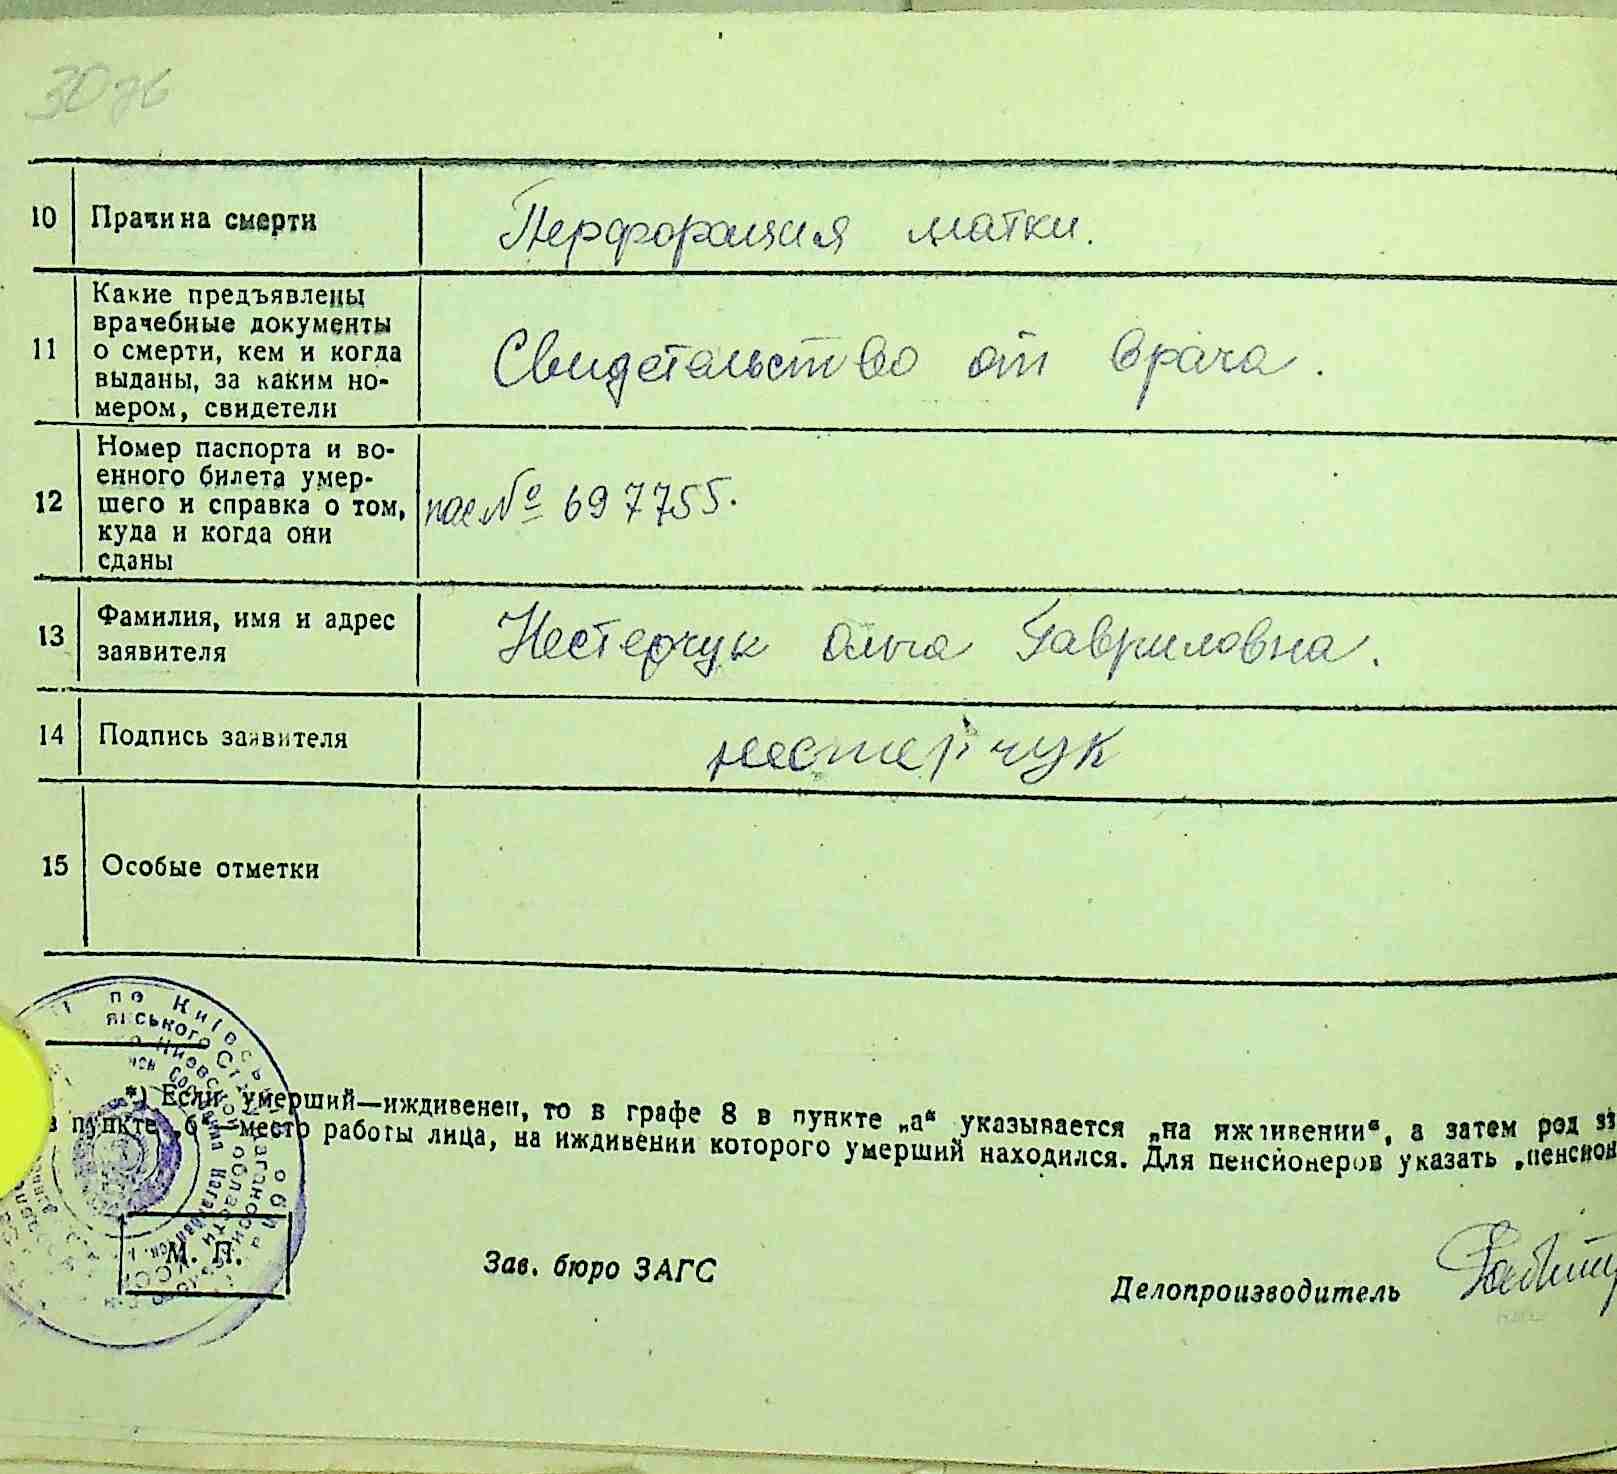 30
10 Прачина смерти Перфорация матки.
11 Какие предъявлены
врачебные документы
о смерти, кем и когда
выданы, за каким но-
мером, свидетели
Свидетельство от врача.
12 Номер паспорта и во-
енного билета умер-
шего и справка о том,
куда и когда они
сданы
пас № 697755.
13 Фамилия, имя и адрес
заявителя
Нестерчук Ольга Гавриловна.
14 Подпись заявителя нестерчук
15 Особые отметки
по Київськ
*) Если умерший—иждивенец, то в графе 8 в пункте „а“ указывается „на иждивении“, а затем род
в пункте „б“—место работы лица, на иждивении которого умерший находился. Для пенсионеров указать „пенсион
М. П.
Зав. бюро ЗАГС
Делопроизводитель